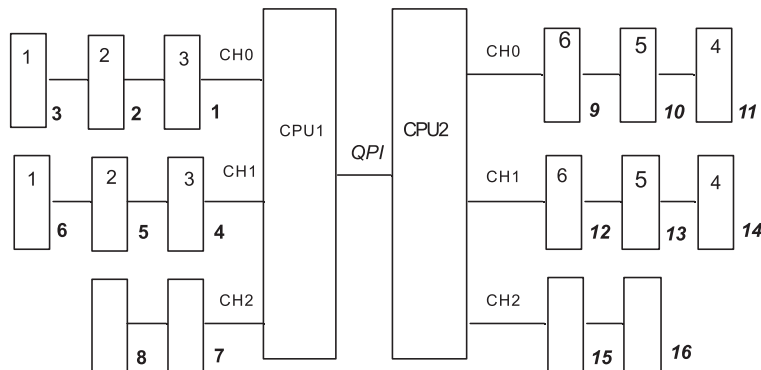 1 2 3 CH0
3 2 1
CPU1
CH0 6 5 4
9 10 11
CPU2
QPI
1 2 3 CH1
6 5 4
CH1 6 5 4
12 13 14
CH2
8 7
CH2
15 16